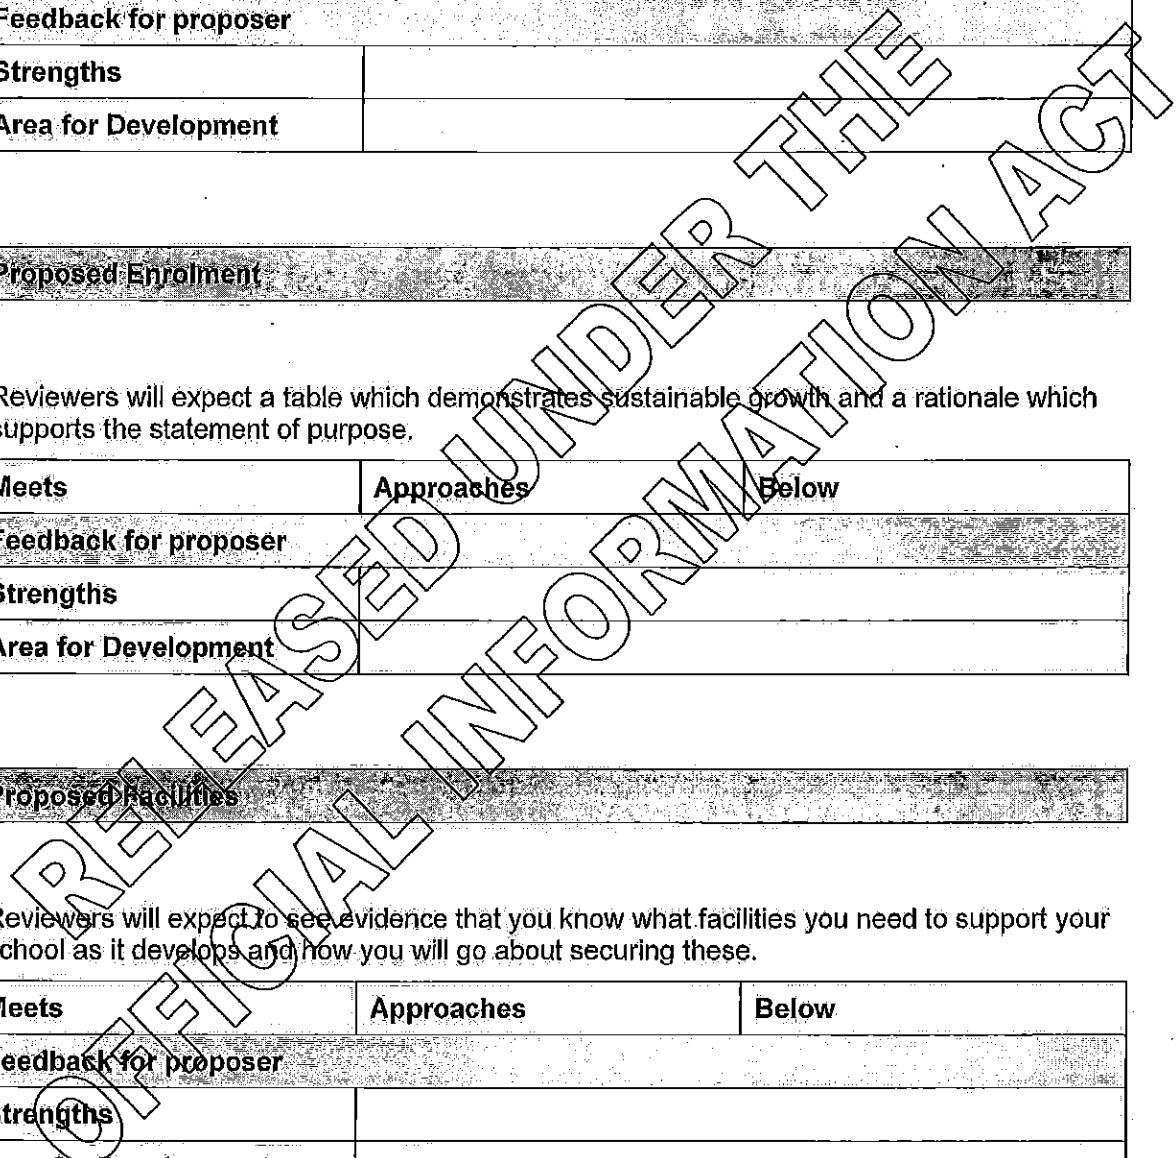 Feedback for proposer
Strengths
Area for Development
Proposed Enrolment
Reviewers will expect a table which demonstrates sustainable growth and a rationale which
supports the statement of purpose.
Meets Approaches Below
Feedback for proposer
Strengths
Area for Development
Proposed Facilities
Reviewers will expect to see evidence that you know what facilities you need to support your
school as it develops and how you will go about securing these.
Meets Approaches Below
Feedback for proposer
Strengths
RELEASED UNDER THE
OFFICIAL INFORMATION ACT